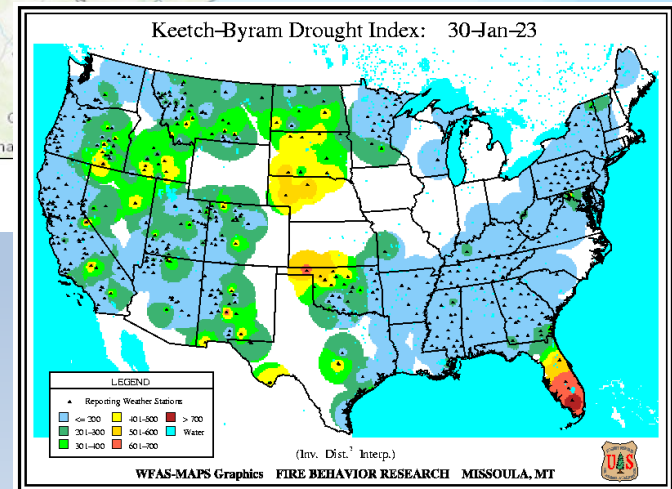 Keetch-Byram Drought Index: 30-Jan-23
LEGEND
Reporting Weather Stations
<= 200 401-500 > 700
201-300 501-600 Water
301-400 601-700
(Inv. Dist.² Interp.)
WFAS-MAPS Graphics FIRE BEHAVIOR RESEARCH MISSOULA, MT
U S